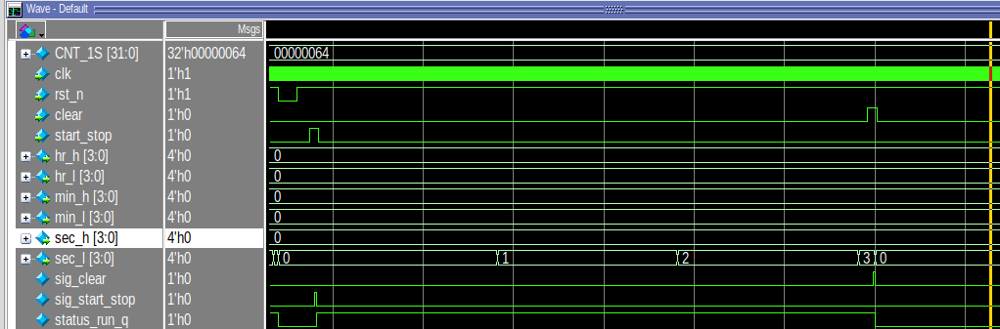 Wave - Default
Msgs
CNT_1S [31:0] 32'h00000064 00000064
clk 1'h1
rst_n 1'h1
clear 1'h0
start_stop 1'h0
hr_h [3:0] 4'h0 0
hr_l [3:0] 4'h0 0
min_h [3:0] 4'h0 0
min_l [3:0] 4'h0 0
sec_h [3:0] 4'h0 0
sec_l [3:0] 4'h0 0 1 2 3 0
sig_clear 1'h0
sig_start_stop 1'h0
status_run_q 1'h0